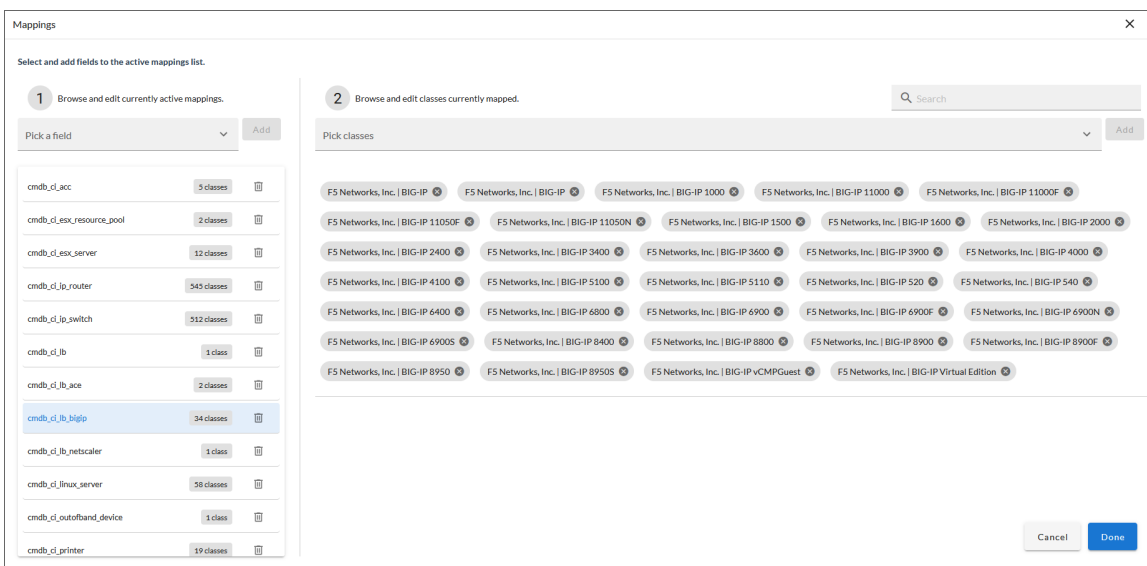 Mappings
Select and add fields to the active mappings list.
1 Browse and edit currently active mappings.
Pick a field
Add
cmdb_ci_acc 5 classes
cmdb_ci_esx_resource_pool 2 classes
cmdb_ci_esx_server 12 classes
cmdb_ci_ip_router 545 classes
cmdb_ci_ip_switch 512 classes
cmdb_ci_lb 1 class
cmdb_ci_lb_ace 2 classes
cmdb_ci_lb_bigip 34 classes
cmdb_ci_lb_netscaler 1 class
cmdb_ci_linux_server 58 classes
cmdb_ci_outofband_device 1 class
cmdb_ci_printer 19 classes
2 Browse and edit classes currently mapped.
Search
Pick classes
Add
F5 Networks, Inc. | BIG-IP F5 Networks, Inc. | BIG-IP F5 Networks, Inc. | BIG-IP 1000 F5 Networks, Inc. | BIG-IP 11000 F5 Networks, Inc. | BIG-IP 11000F
F5 Networks, Inc. | BIG-IP 11050F F5 Networks, Inc. | BIG-IP 11050N F5 Networks, Inc. | BIG-IP 1500 F5 Networks, Inc. | BIG-IP 1600 F5 Networks, Inc. | BIG-IP 2000
F5 Networks, Inc. | BIG-IP 2400 F5 Networks, Inc. | BIG-IP 3400 F5 Networks, Inc. | BIG-IP 3600 F5 Networks, Inc. | BIG-IP 3900 F5 Networks, Inc. | BIG-IP 4000
F5 Networks, Inc. | BIG-IP 4100 F5 Networks, Inc. | BIG-IP 5100 F5 Networks, Inc. | BIG-IP 5110 F5 Networks, Inc. | BIG-IP 520 F5 Networks, Inc. | BIG-IP 540
F5 Networks, Inc. | BIG-IP 6400 F5 Networks, Inc. | BIG-IP 6800 F5 Networks, Inc. | BIG-IP 6900 F5 Networks, Inc. | BIG-IP 6900F F5 Networks, Inc. | BIG-IP 6900N
F5 Networks, Inc. | BIG-IP 6900S F5 Networks, Inc. | BIG-IP 8400 F5 Networks, Inc. | BIG-IP 8800 F5 Networks, Inc. | BIG-IP 8900 F5 Networks, Inc. | BIG-IP 8900F
F5 Networks, Inc. | BIG-IP 8950 F5 Networks, Inc. | BIG-IP 8950S F5 Networks, Inc. | BIG-IP vCMPGuest F5 Networks, Inc. | BIG-IP Virtual Edition
Cancel
Done